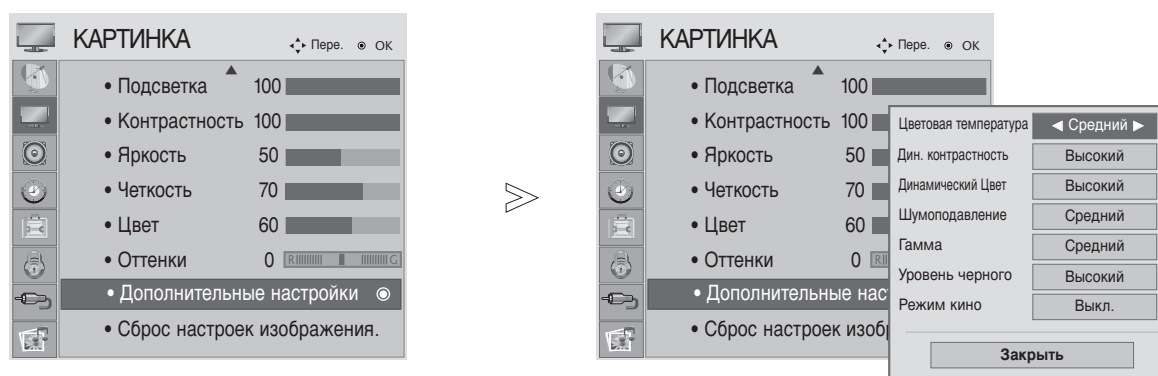 КАРТИНКА
Пере. OK
• Подсветка 100
• Контрастность 100
• Яркость 50
• Четкость 70
• Цвет 60
• Оттенки 0 R G
• Дополнительные настройки
• Сброс настроек изображения.
КАРТИНКА
Пере. OK
• Подсветка 100
• Контрастность 100
• Яркость 50
• Четкость 70
• Цвет 60
• Оттенки 0 R
• Дополнительные нас
• Сброс настроек изоб
Цветовая температура ◀ Средний ▶
Дин. контрастность Высокий
Динамический Цвет Высокий
Шумоподавление Средний
Гамма Средний
Уровень черного Высокий
Режим кино Выкл.
Закрыть